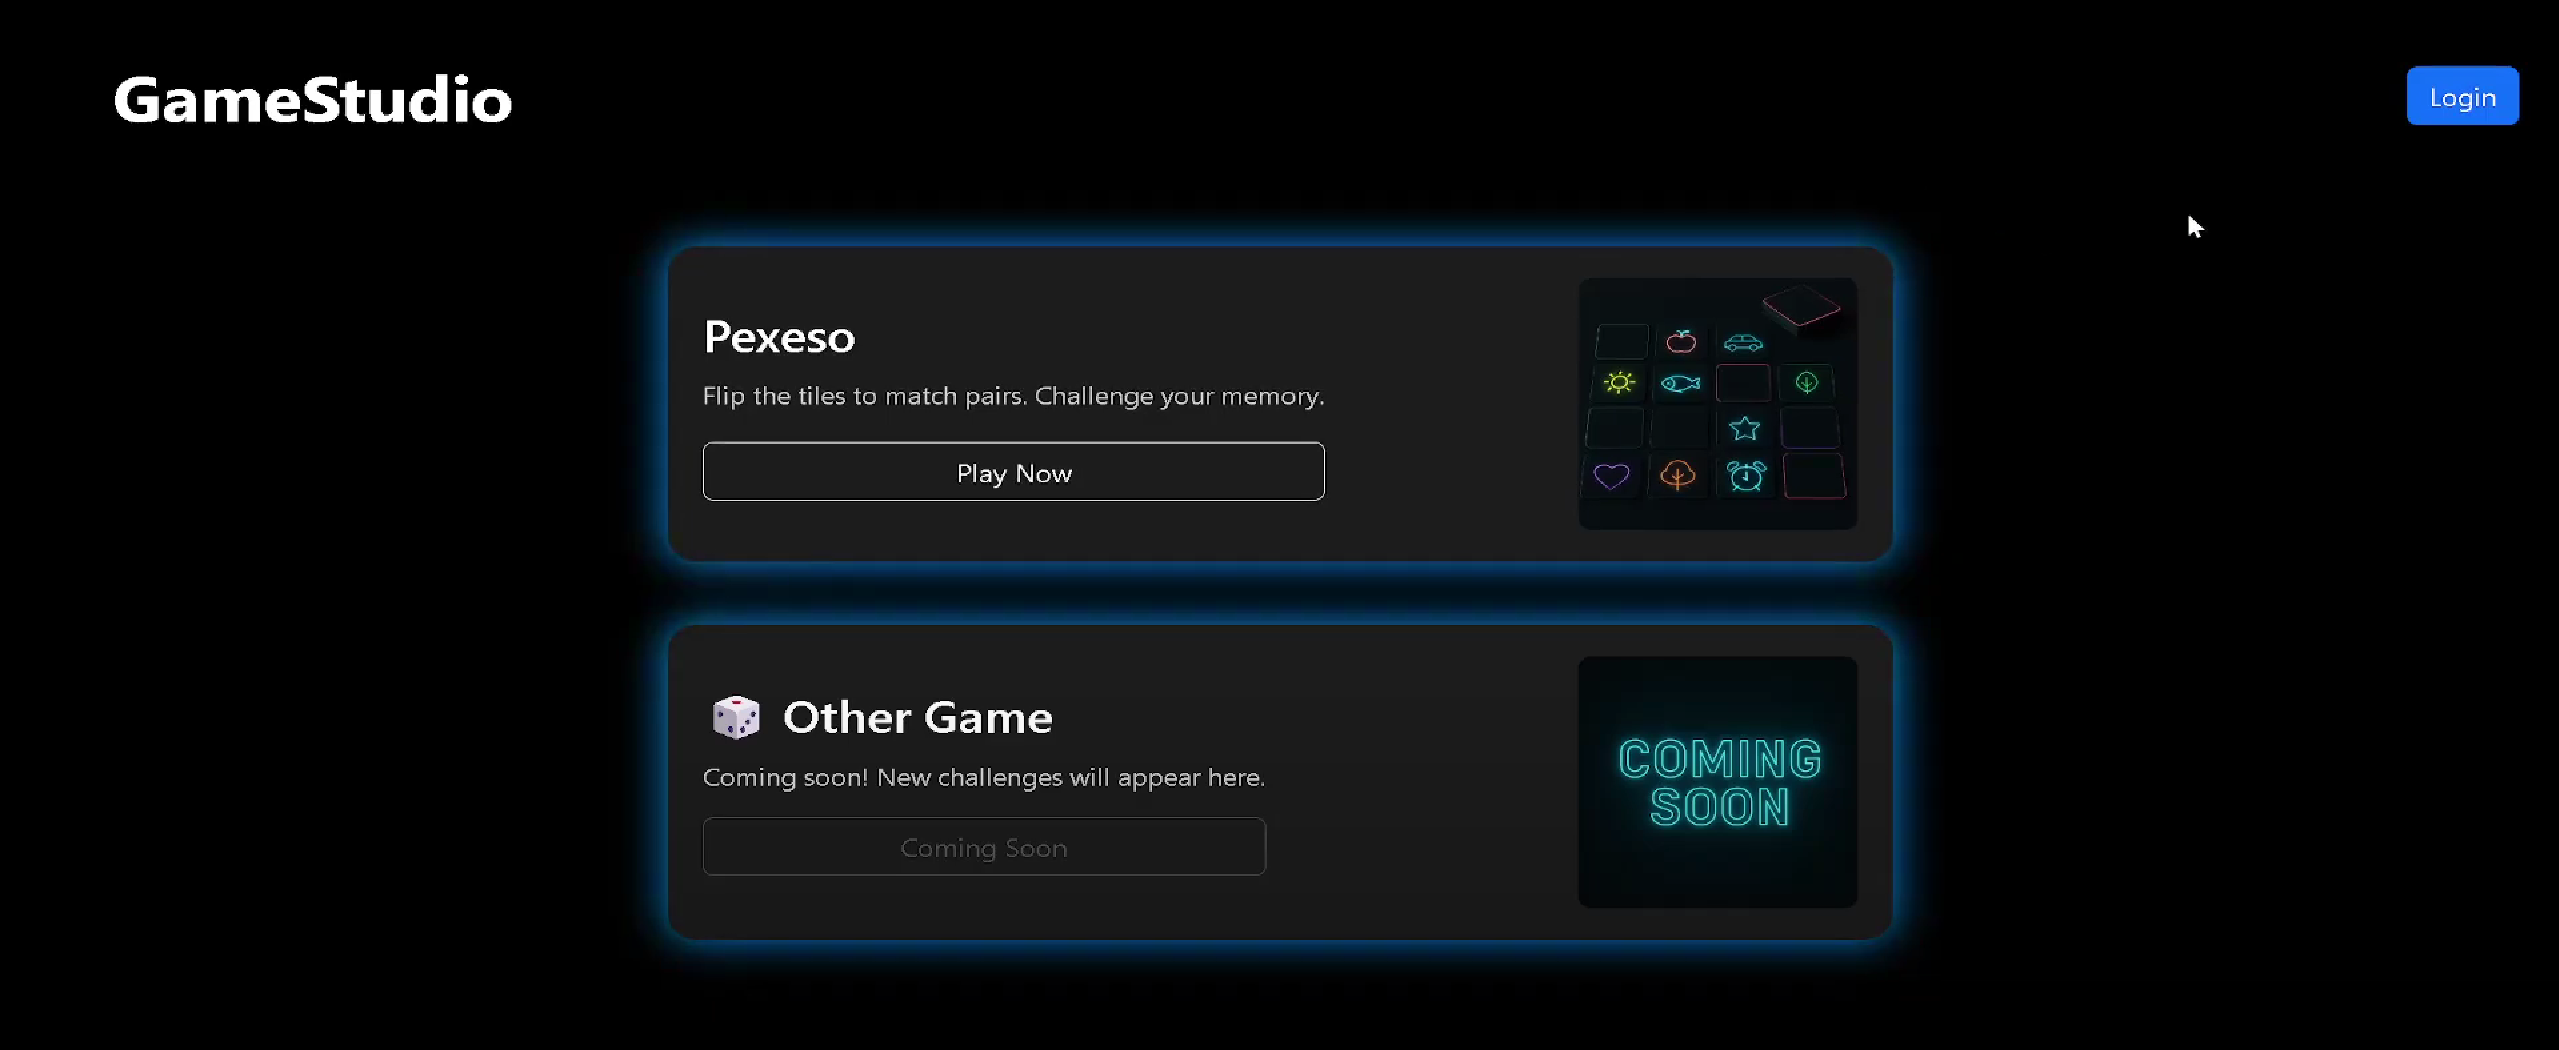 GameStudio
Login
Pexeso
Flip the tiles to match pairs. Challenge your memory.
Play Now
Other Game
Coming soon! New challenges will appear here.
Coming Soon
COMING
SOON